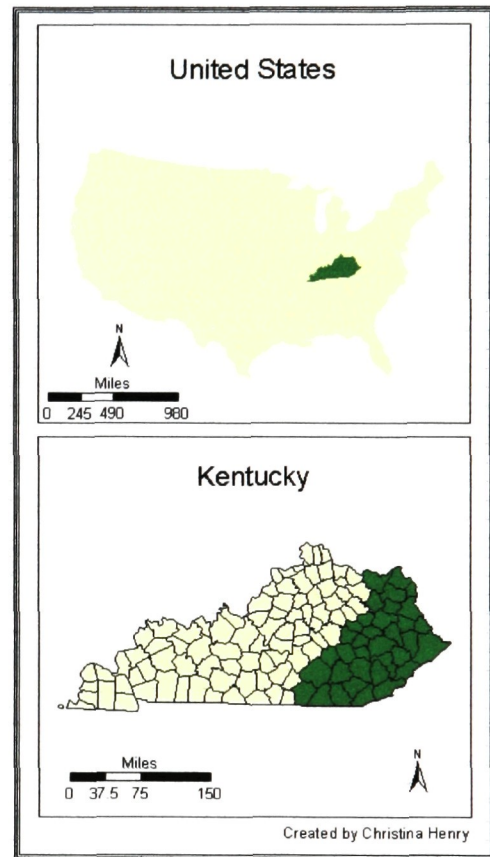 United States
N
Miles
0 245 490 980
Kentucky
Miles
N
0 37.5 75 150
Created by Christina Henry